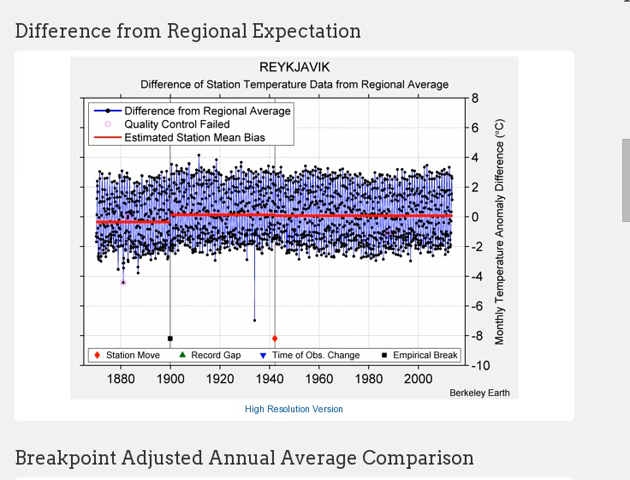 Difference from Regional Expectation
REYKJAVIK
Difference of Station Temperature Data from Regional Average
Difference from Regional Average
Quality Control Failed
Estimated Station Mean Bias
8
6
4
2
0
-2
-4
-6
-8
-10
Monthly Temperature Anomaly Difference (°C)
Station Move Record Gap Time of Obs. Change Empirical Break
1880 1900 1920 1940 1960 1980 2000
Berkeley Earth
High Resolution Version
Breakpoint Adjusted Annual Average Comparison